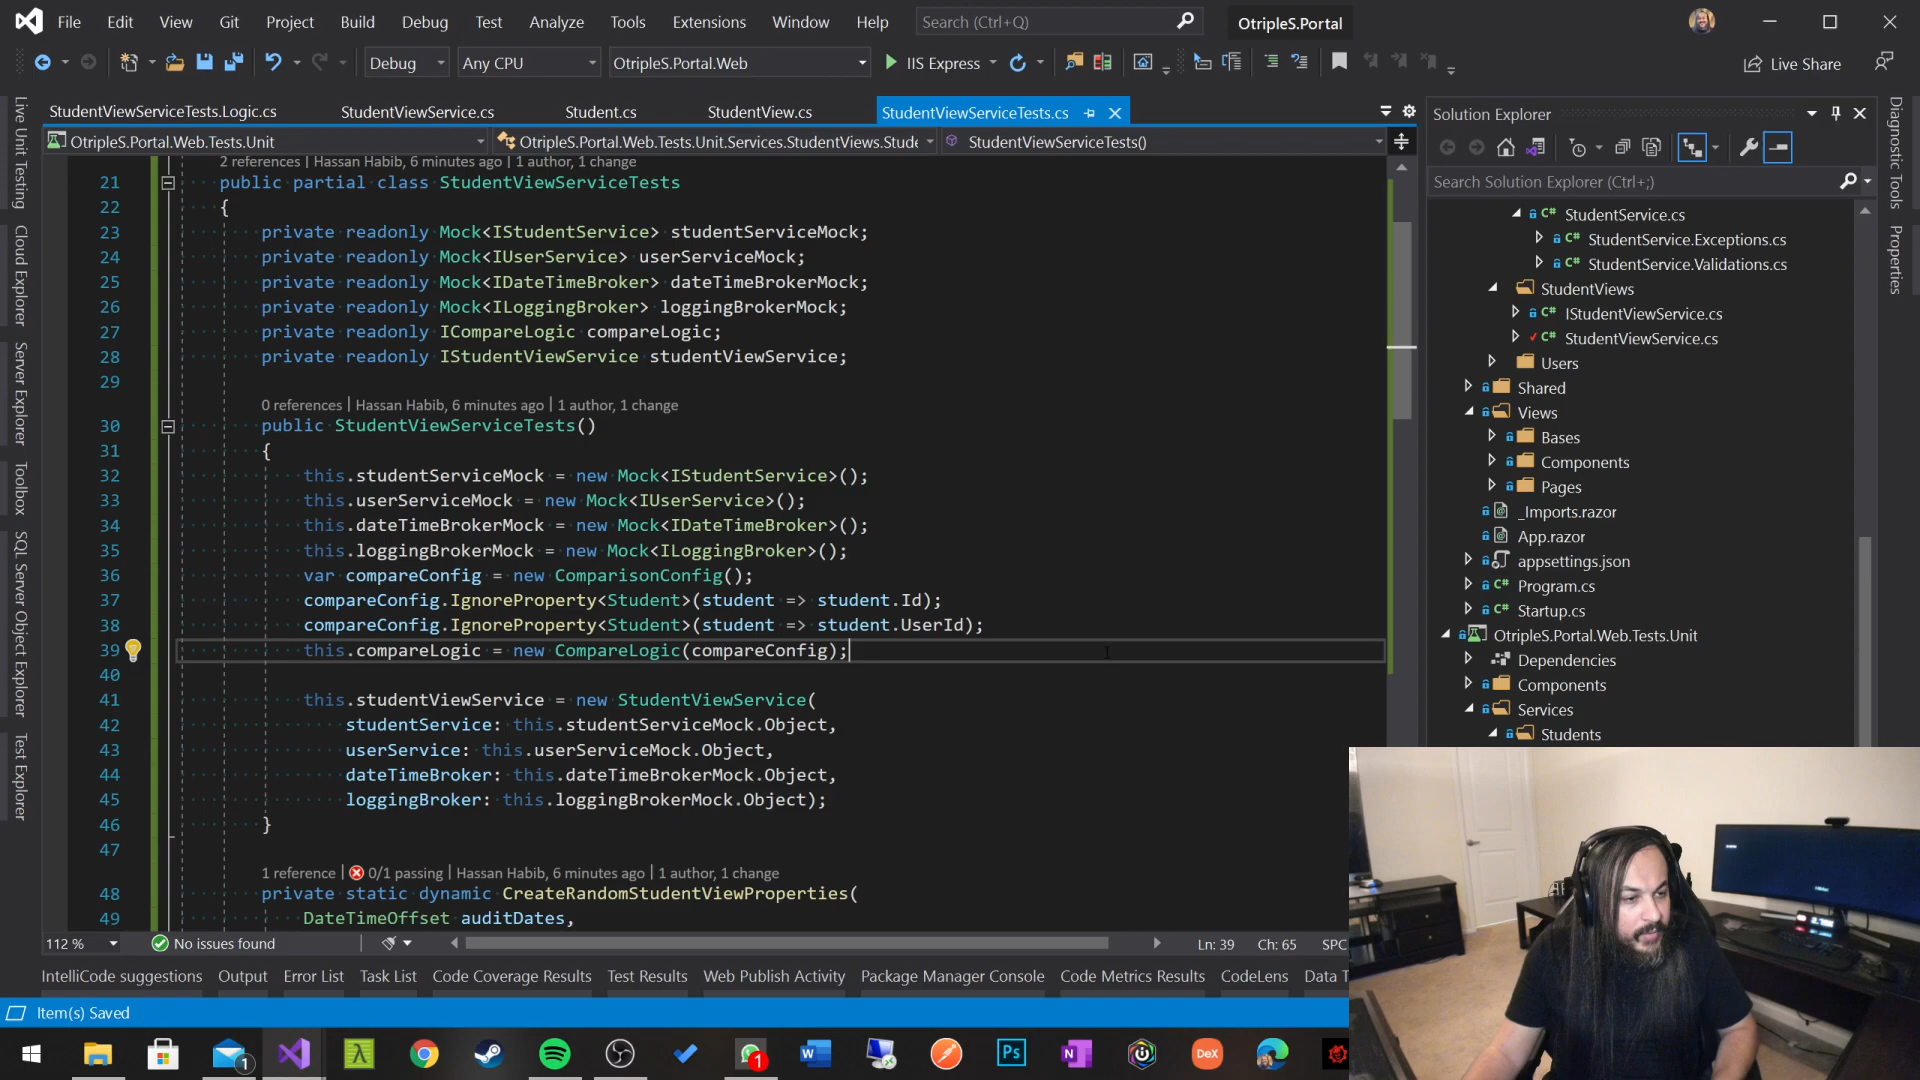 File Edit View Git Project Build Debug Test Analyze Tools Extensions Window Help Search (Ctrl+Q) OtripleS.Portal
Debug Any CPU OtripleS.Portal.Web IIS Express Live Share
StudentViewServiceTests.Logic.cs StudentViewService.cs Student.cs StudentView.cs StudentViewServiceTests.cs
OtripleS.Portal.Web.Tests.Unit OtripleS.Portal.Web.Tests.Unit.Services.StudentViews.Stude StudentViewServiceTests()
Live Unit Testing
Cloud Explorer
Server Explorer
Toolbox
SQL Server Object Explorer
Test Explorer
2 references | Hassan Habib, 6 minutes ago | 1 author, 1 change
21 public partial class StudentViewServiceTests
22 {
23 private readonly Mock<IStudentService> studentServiceMock;
24 private readonly Mock<IUserService> userServiceMock;
25 private readonly Mock<IDateTimeBroker> dateTimeBrokerMock;
26 private readonly Mock<ILoggingBroker> loggingBrokerMock;
27 private readonly ICompareLogic compareLogic;
28 private readonly IStudentViewService studentViewService;
29
0 references | Hassan Habib, 6 minutes ago | 1 author, 1 change
30 public StudentViewServiceTests()
31 {
32 this.studentServiceMock = new Mock<IStudentService>();
33 this.userServiceMock = new Mock<IUserService>();
34 this.dateTimeBrokerMock = new Mock<IDateTimeBroker>();
35 this.loggingBrokerMock = new Mock<ILoggingBroker>();
36 var compareConfig = new ComparisonConfig();
37 compareConfig.IgnoreProperty<Student>(student => student.Id);
38 compareConfig.IgnoreProperty<Student>(student => student.UserId);
39 this.compareLogic = new CompareLogic(compareConfig);
40
41 this.studentViewService = new StudentViewService(
42 studentService: this.studentServiceMock.Object,
43 userService: this.userServiceMock.Object,
44 dateTimeBroker: this.dateTimeBrokerMock.Object,
45 loggingBroker: this.loggingBrokerMock.Object);
46 }
47
1 reference | 0/1 passing | Hassan Habib, 6 minutes ago | 1 author, 1 change
48 private static dynamic CreateRandomStudentViewProperties(
49 DateTimeOffset auditDates,
112 % No issues found Ln: 39 Ch: 65 SPC
Solution Explorer
Search Solution Explorer (Ctrl+;)
C# StudentService.cs
C# StudentService.Exceptions.cs
C# StudentService.Validations.cs
StudentViews
C# IStudentViewService.cs
C# StudentViewService.cs
Users
Shared
Views
Bases
Components
Pages
_Imports.razor
App.razor
appsettings.json
C# Program.cs
C# Startup.cs
OtripleS.Portal.Web.Tests.Unit
Dependencies
Components
Services
Students
Diagnostic Tools
Properties
IntelliCode suggestions Output Error List Task List Code Coverage Results Test Results Web Publish Activity Package Manager Console Code Metrics Results CodeLens Data T
Item(s) Saved
1 1 Ps DeX